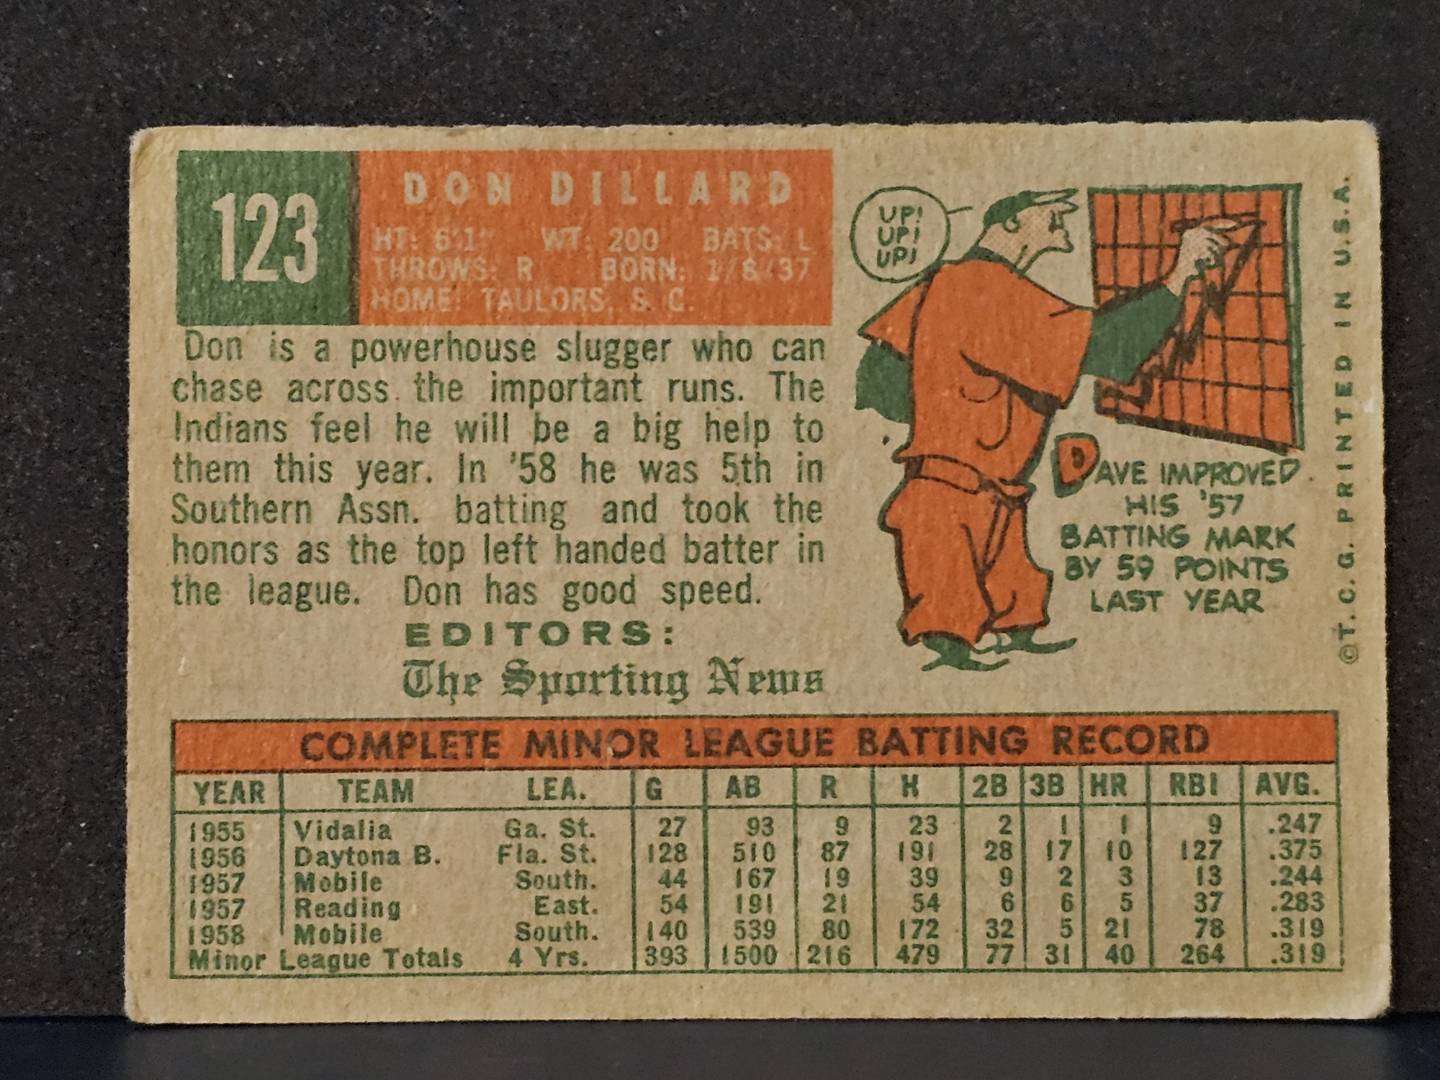 123
DON DILLARD
HT: 6'1" WT: 200 BATS: L
THROWS: R BORN: 1/8/37
HOME: TAULORS, S. C.
Don is a powerhouse slugger who can
chase across the important runs. The
Indians feel he will be a big help to
them this year. In '58 he was 5th in
Southern Assn. batting and took the
honors as the top left handed batter in
the league. Don has good speed.
EDITORS:
The Sporting News
UP!
UP!
UP!
DAVE IMPROVED
HIS '57
BATTING MARK
BY 59 POINTS
LAST YEAR
©T. C. G. PRINTED IN U.S.A.
COMPLETE MINOR LEAGUE BATTING RECORD
YEAR TEAM LEA. G AB R H 2B 3B HR RBI AVG.
1955 Vidalia Ga. St. 27 93 9 23 2 1 1 9 .247
1956 Daytona B. Fla. St. 128 510 87 191 28 17 10 127 .375
1957 Mobile South. 44 167 19 39 9 2 3 13 .244
1957 Reading East. 54 191 21 54 6 6 5 37 .283
1958 Mobile South. 140 539 80 172 32 5 21 78 .319
Minor League Totals 4 Yrs. 393 1500 216 479 77 31 40 264 .319